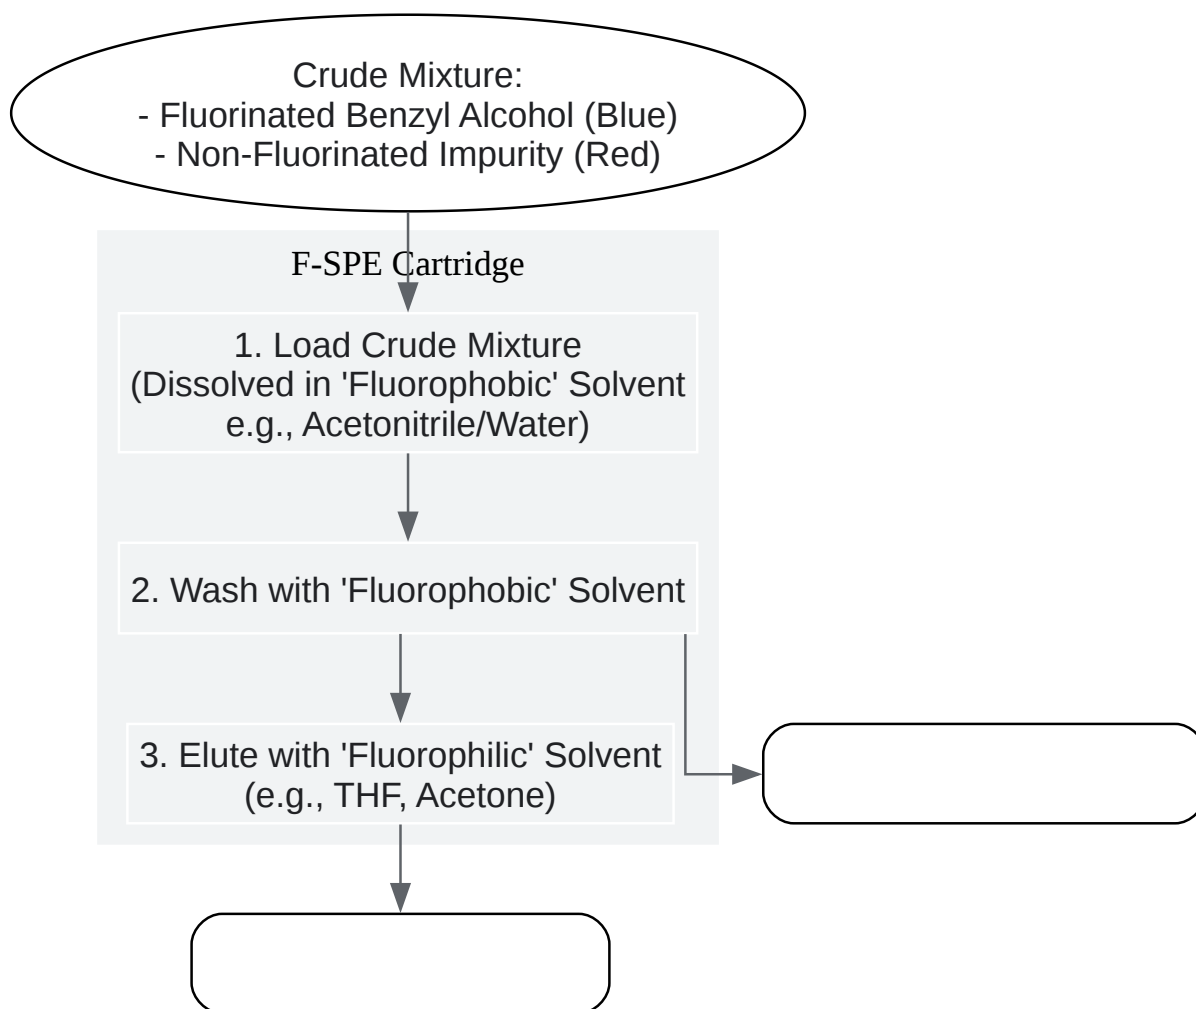 Crude Mixture:
- Fluorinated Benzyl Alcohol (Blue)
- Non-Fluorinated Impurity (Red)
F-SPE Cartridge
1. Load Crude Mixture
(Dissolved in 'Fluorophobic' Solvent
e.g., Acetonitrile/Water)
2. Wash with 'Fluorophobic' Solvent
3. Elute with 'Fluorophilic' Solvent
(e.g., THF, Acetone)